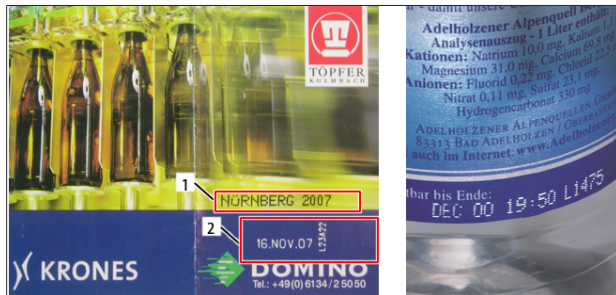 TÖPFER
KULMBACH
1
NÜRNBERG 2007
2
16.NOV.07 L23A22
KRONES
DOMINO
Tel.: +49(0) 6134 / 2 50 50
Adelholzener Alpenquell
Analysenauszug - 1 Liter enthält
Kationen: Natrium 10,0 mg, Kalium
Magnesium 31,0 mg, Calcium 69,8 mg
Anionen: Fluorid 0,22 mg, Chlorid
Nitrat 0,11 mg, Sulfat 23,1 mg,
Hydrogencarbonat 330 mg
ADELHOLZENER ALPENQUELLEN
83313 BAD ADELHOLZEN /
auch im Internet: www.Adelholzener
tbar bis Ende:
DEC 00 19:50 L1475